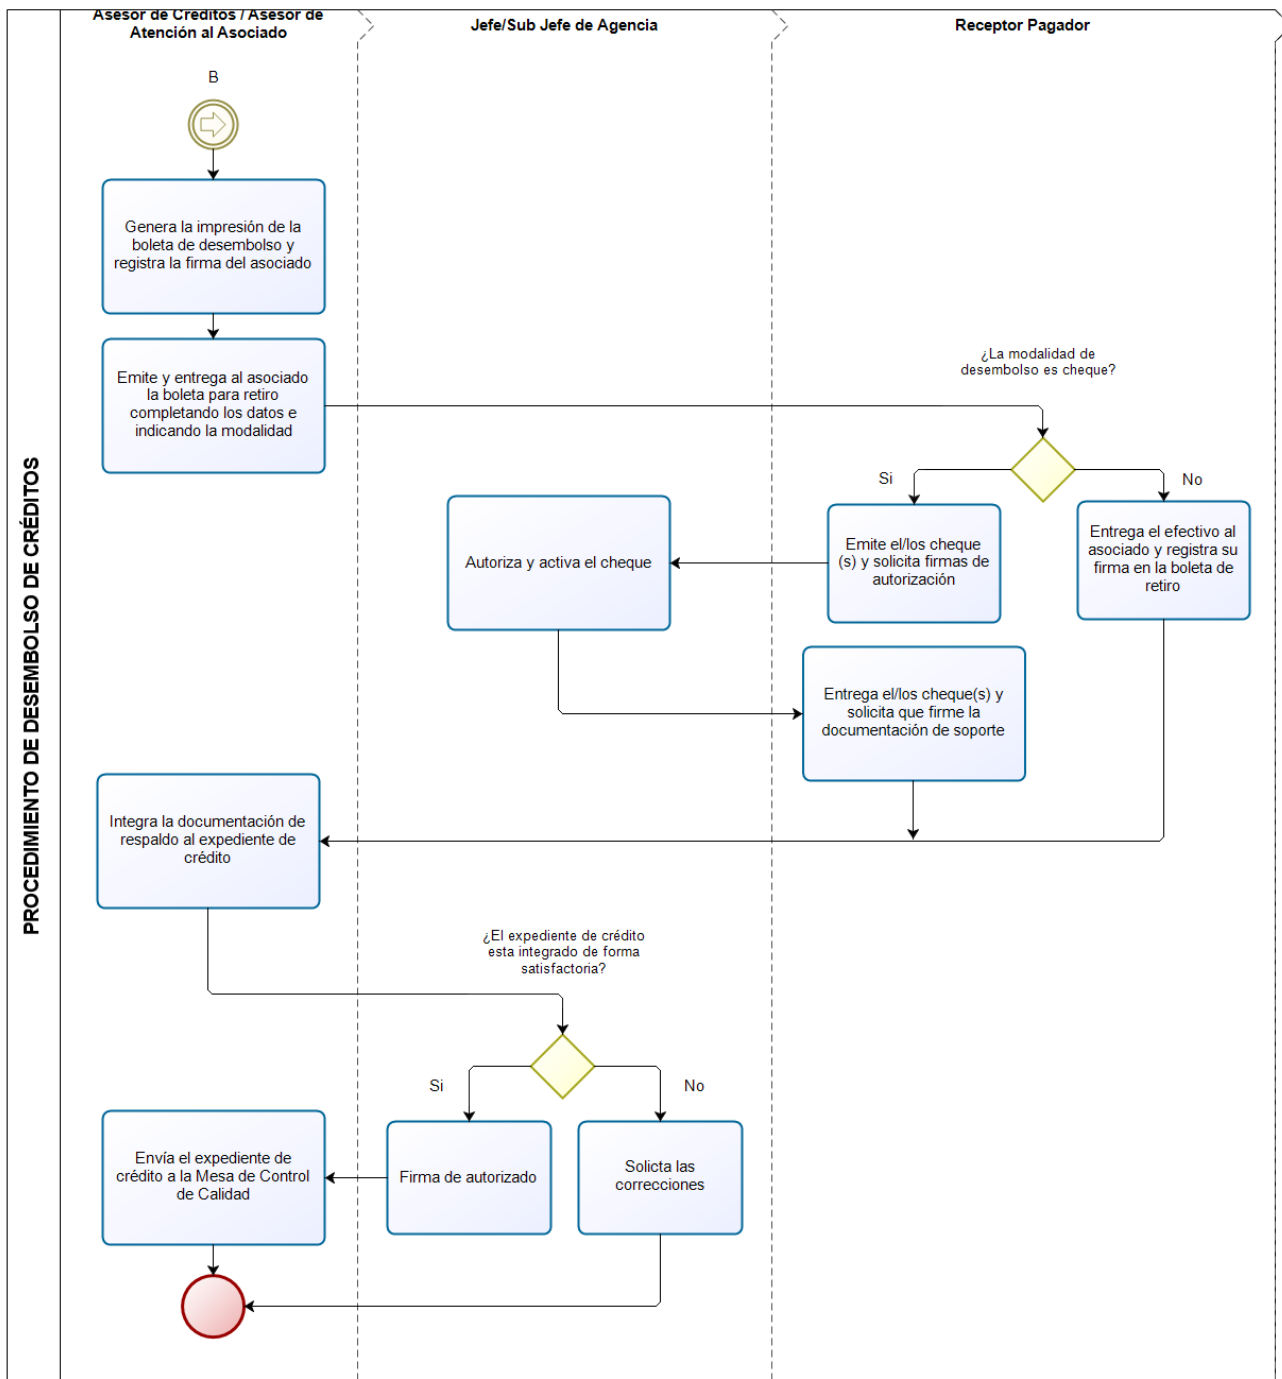 Asesor de Créditos / Asesor de
Atención al Asociado
Jefe/Sub Jefe de Agencia
Receptor Pagador
PROCEDIMIENTO DE DESEMBOLSO DE CRÉDITOS
B
Genera la impresión de la
boleta de desembolso y
registra la firma del asociado
Emite y entrega al asociado
la boleta para retiro
completando los datos e
indicando la modalidad
¿La modalidad de
desembolso es cheque?
Si
No
Emite el/los cheque
(s) y solicita firmas de
autorización
Entrega el efectivo al
asociado y registra su
firma en la boleta de
retiro
Autoriza y activa el cheque
Entrega el/los cheque(s) y
solicita que firme la
documentación de soporte
Integra la documentación de
respaldo al expediente de
crédito
¿El expediente de crédito
esta integrado de forma
satisfactoria?
Si
No
Firma de autorizado
Solicta las
correcciones
Envía el expediente de
crédito a la Mesa de Control
de Calidad